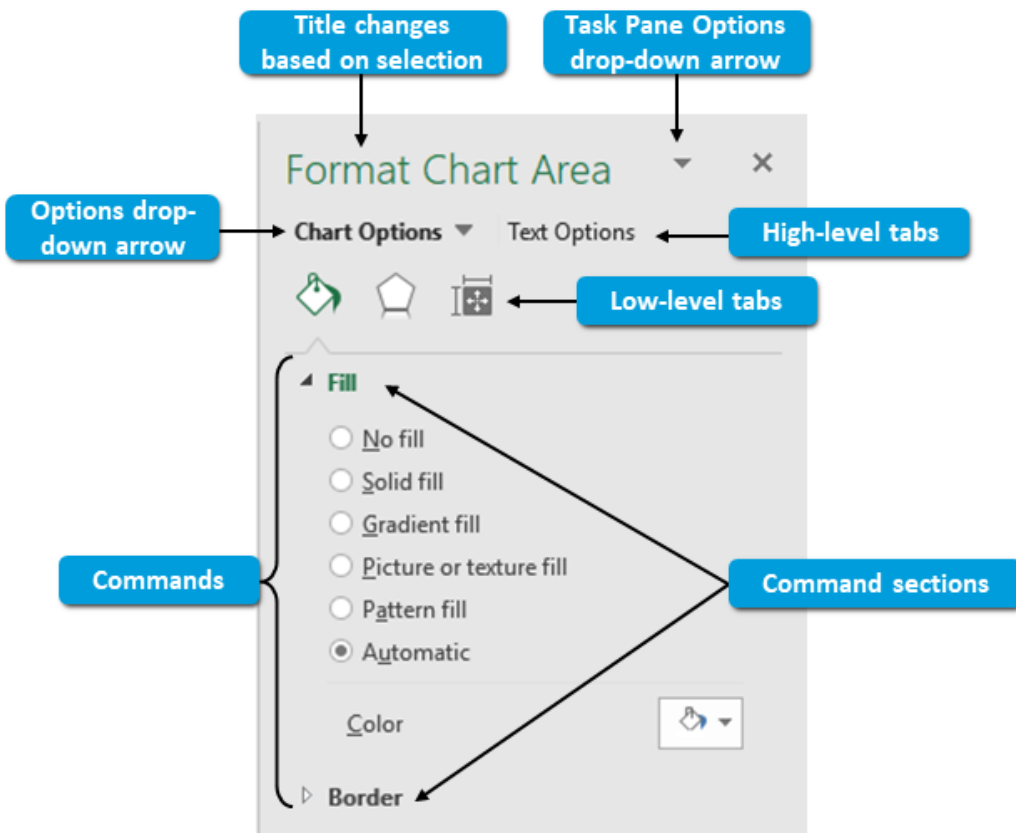 Title changes
based on selection
Task Pane Options
drop-down arrow
Format Chart Area
Options drop-
down arrow
Chart Options
Text Options
High-level tabs
Low-level tabs
Fill
No fill
Solid fill
Gradient fill
Picture or texture fill
Pattern fill
Automatic
Commands
Command sections
Color
Border